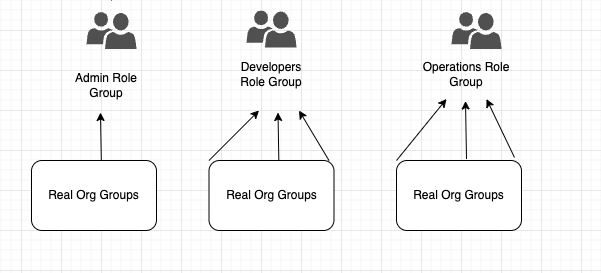 Admin Role
Group
Developers
Role Group
Operations Role
Group
Real Org Groups
Real Org Groups
Real Org Groups